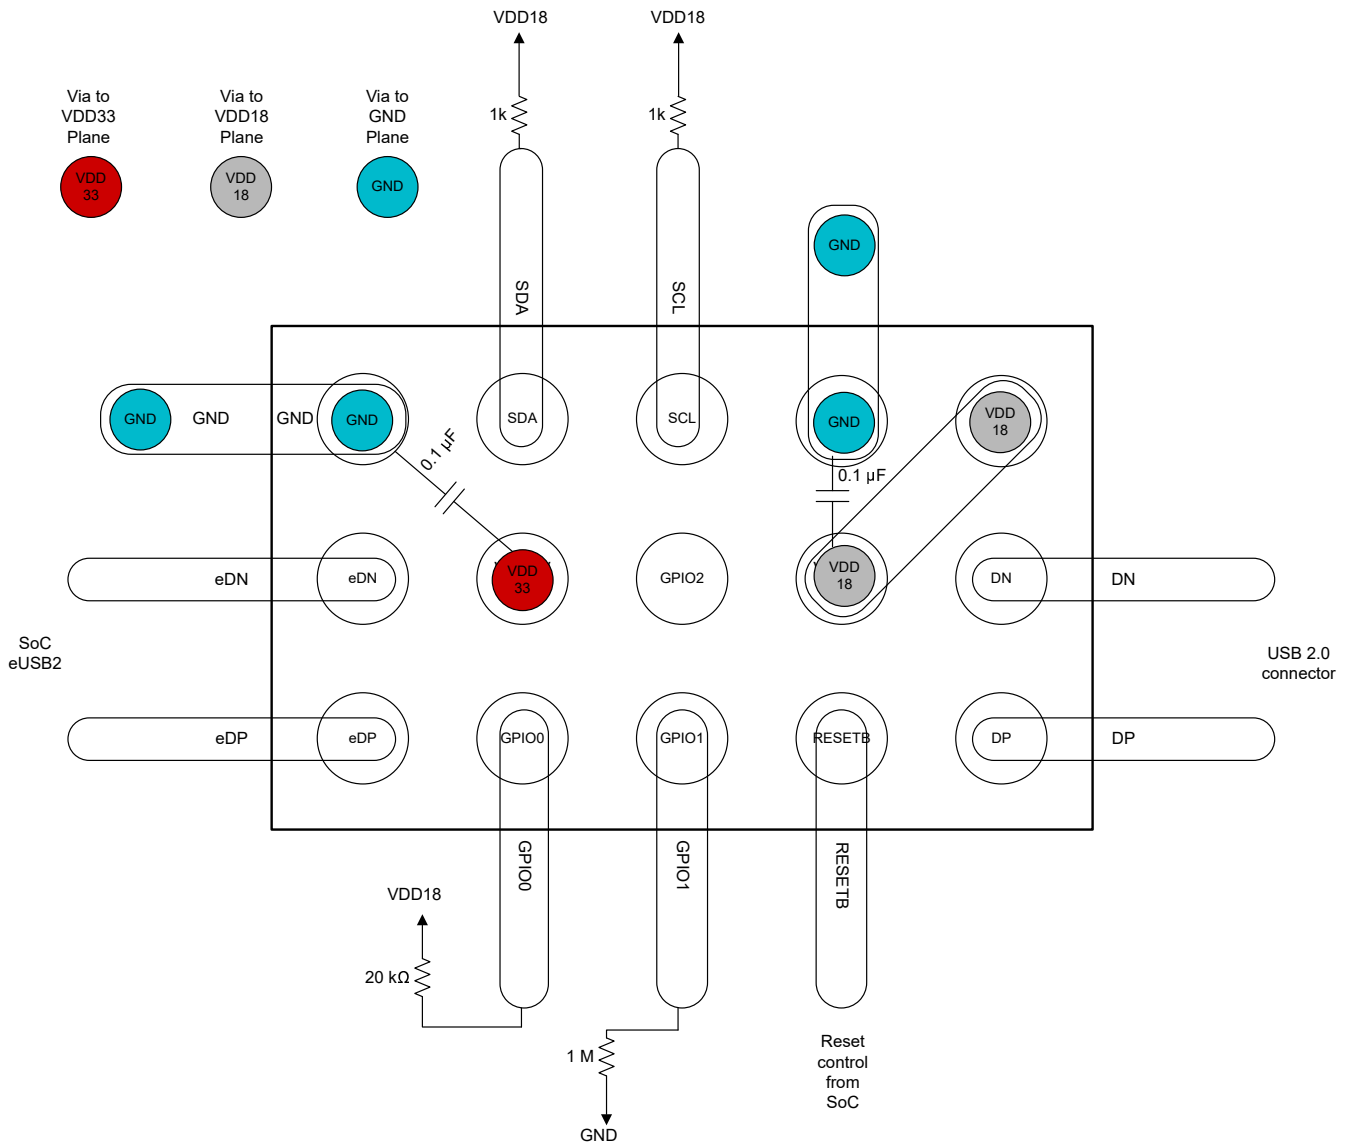 VDD18
VDD18
Via to
VDD33
Plane
Via to
VDD18
Plane
Via to
GND
Plane
1k
1k
VDD
33
VDD
18
GND
SDA
SCL
GND
GND
GND
GND
GND
SDA
SCL
GND
VDD
18
0.1 µF
0.1 µF
eDN
eDN
VDD
33
GPIO2
VDD
18
DN
DN
SoC
eUSB2
USB 2.0
connector
eDP
eDP
GPIO0
GPIO1
RESETB
DP
DP
GPIO0
GPIO1
RESETB
VDD18
20 kΩ
1 M
GND
Reset
control
from
SoC